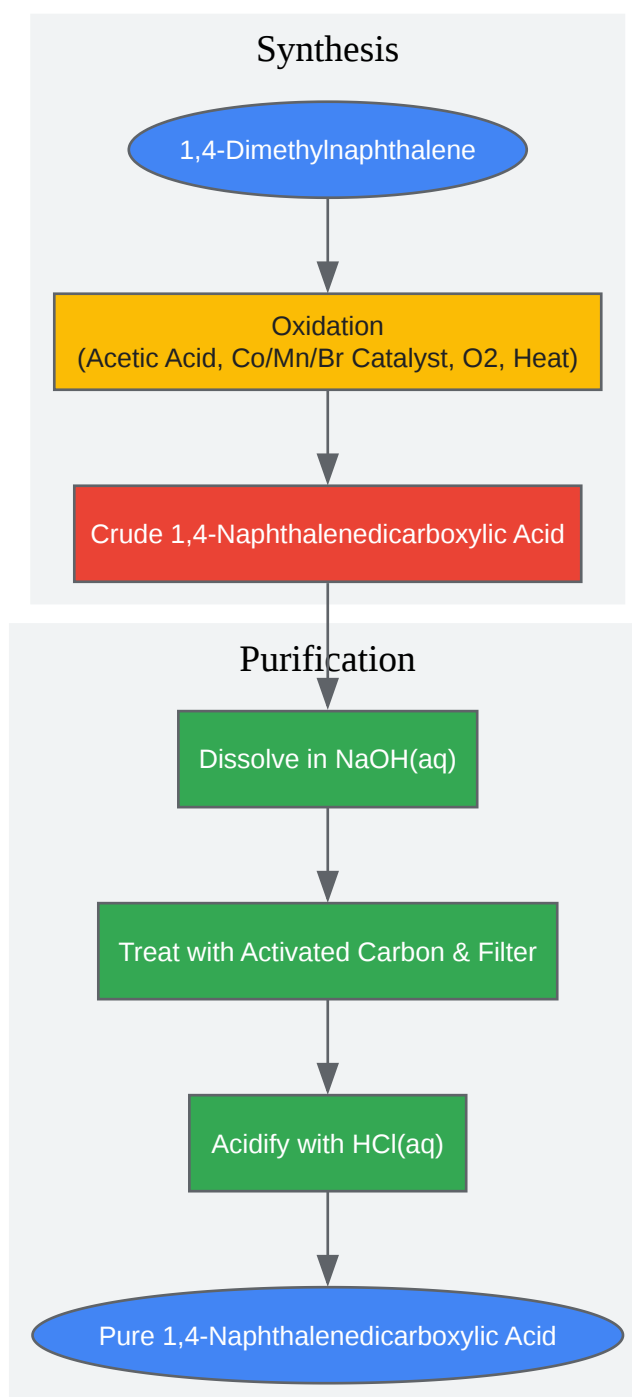 Synthesis
1,4-Dimethylnaphthalene
Oxidation
(Acetic Acid, Co/Mn/Br Catalyst, O2, Heat)
Crude 1,4-Naphthalenedicarboxylic Acid
Purification
Dissolve in NaOH(aq)
Treat with Activated Carbon & Filter
Acidify with HCl(aq)
Pure 1,4-Naphthalenedicarboxylic Acid